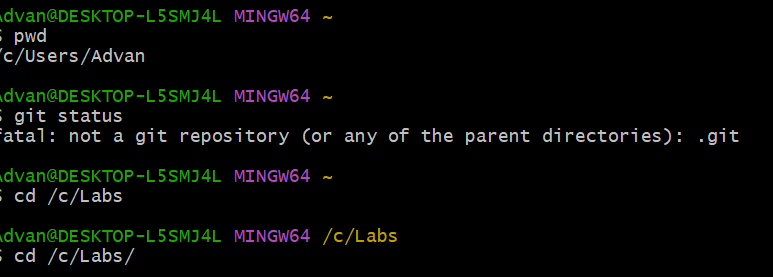 Advan@DESKTOP-L5SMJ4L MINGW64 ~
$ pwd
/c/Users/Advan
Advan@DESKTOP-L5SMJ4L MINGW64 ~
$ git status
fatal: not a git repository (or any of the parent directories): .git
Advan@DESKTOP-L5SMJ4L MINGW64 ~
$ cd /c/Labs
Advan@DESKTOP-L5SMJ4L MINGW64 /c/Labs
$ cd /c/Labs/